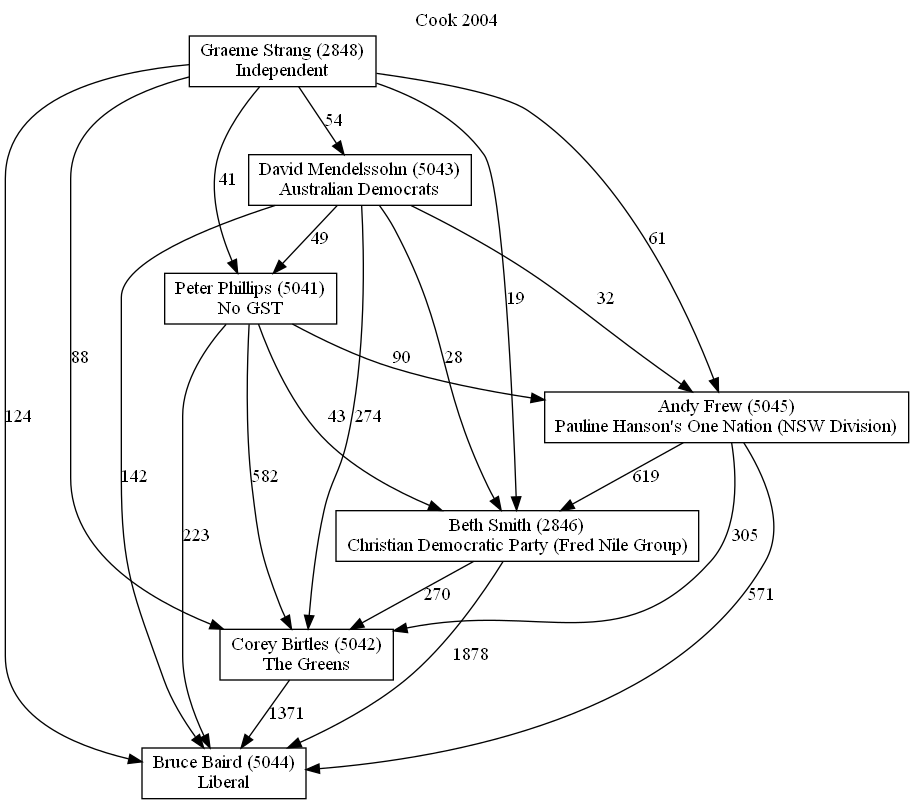 Cook 2004
Graeme Strang (2848)
Independent
54
David Mendelssohn (5043)
Australian Democrats
41
49
61
Peter Phillips (5041)
No GST
19
32
88
90
28
124
43
274
Andy Frew (5045)
Pauline Hanson's One Nation (NSW Division)
142
582
619
Beth Smith (2846)
Christian Democratic Party (Fred Nile Group)
223
305
270
571
Corey Birtles (5042)
The Greens
1878
1371
Bruce Baird (5044)
Liberal